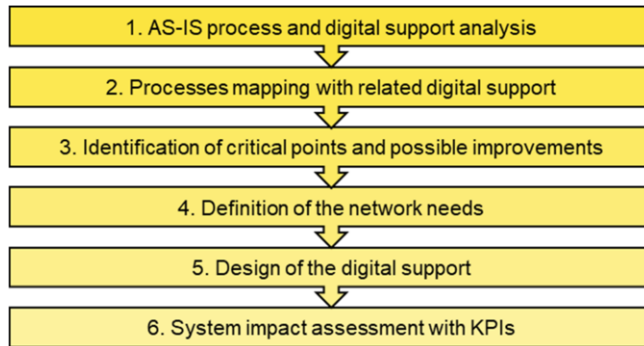 1. AS-IS process and digital support analysis
2. Processes mapping with related digital support
3. Identification of critical points and possible improvements
4. Definition of the network needs
5. Design of the digital support
6. System impact assessment with KPIs